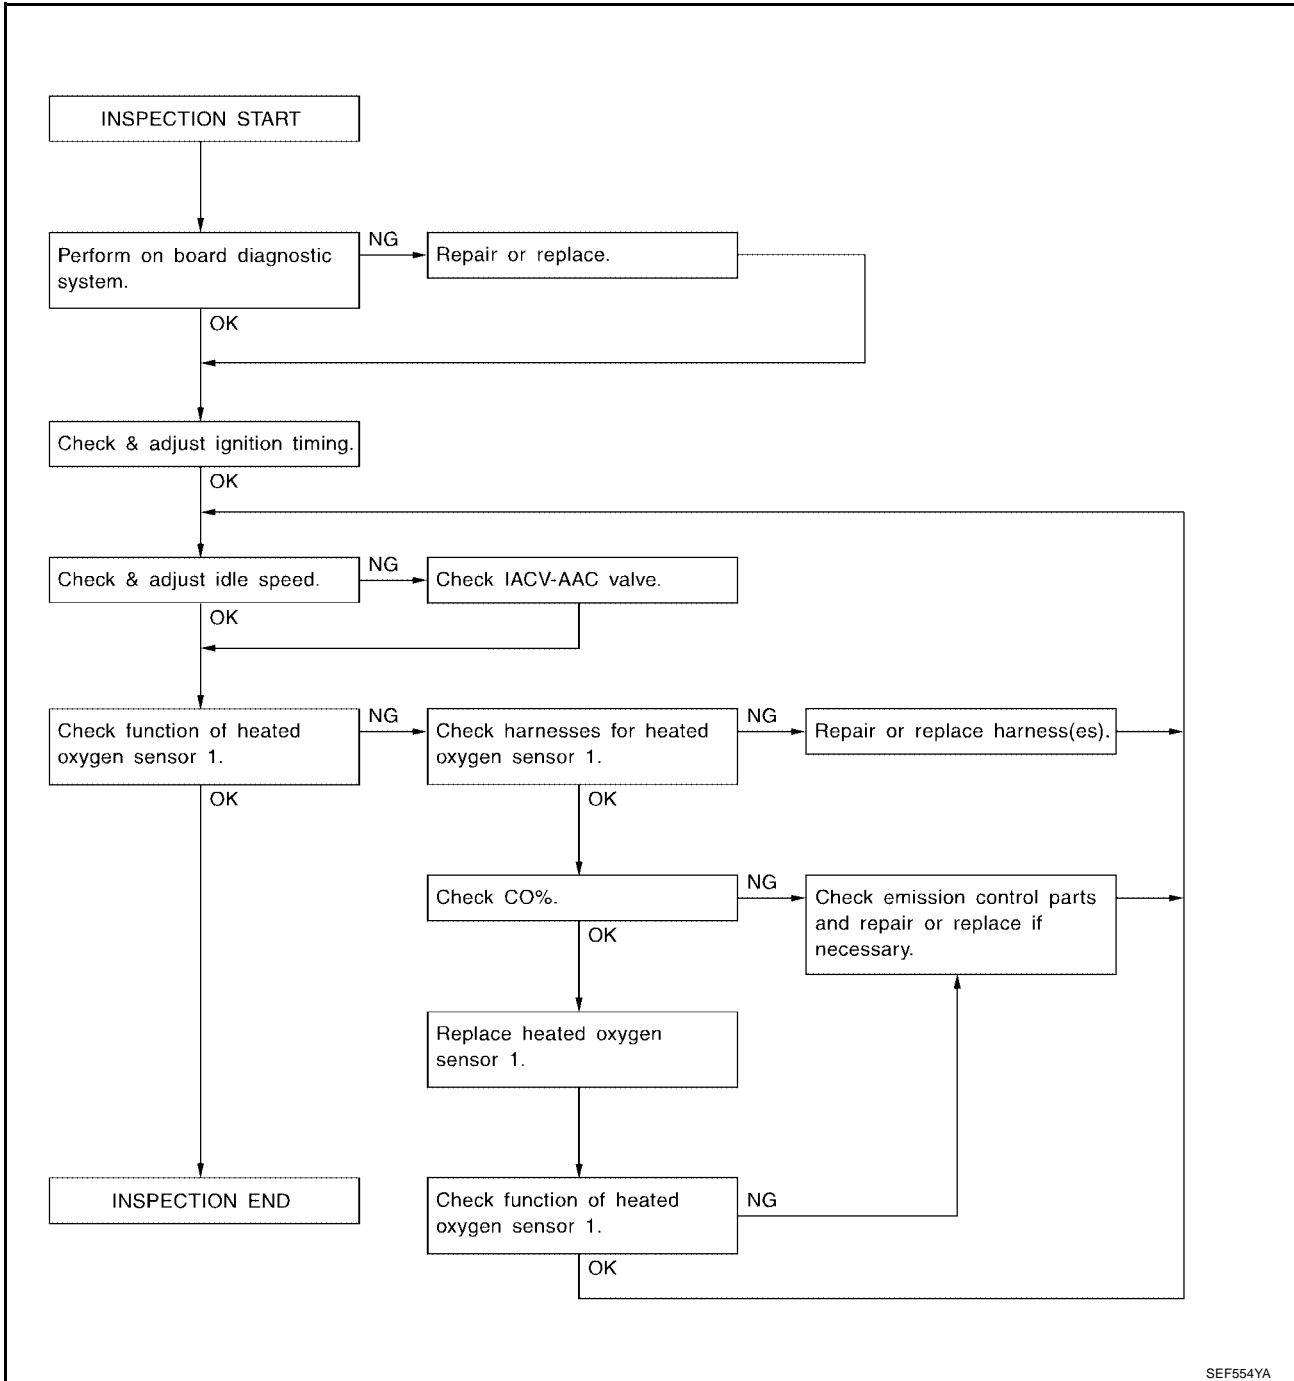 INSPECTION START
Perform on board diagnostic
system.
NG
Repair or replace.
OK
Check & adjust ignition timing.
OK
Check & adjust idle speed.
NG
Check IACV-AAC valve.
OK
Check function of heated
oxygen sensor 1.
NG
Check harnesses for heated
oxygen sensor 1.
NG
Repair or replace harness(es).
OK
OK
Check CO%.
NG
Check emission control parts
and repair or replace if
necessary.
OK
Replace heated oxygen
sensor 1.
INSPECTION END
Check function of heated
oxygen sensor 1.
NG
OK
SEF554YA